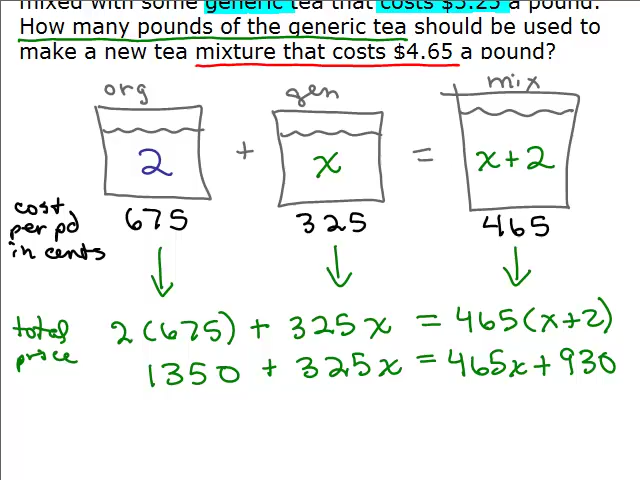 mixed with some generic tea that costs $3.25 a pound.
How many pounds of the generic tea should be used to
make a new tea mixture that costs $4.65 a pound?
org gen mix
2 + x = x+2
cost per pd in cents 675 325 465
total price 2(675) + 325x = 465(x+2)
1350 + 325x = 465x + 930